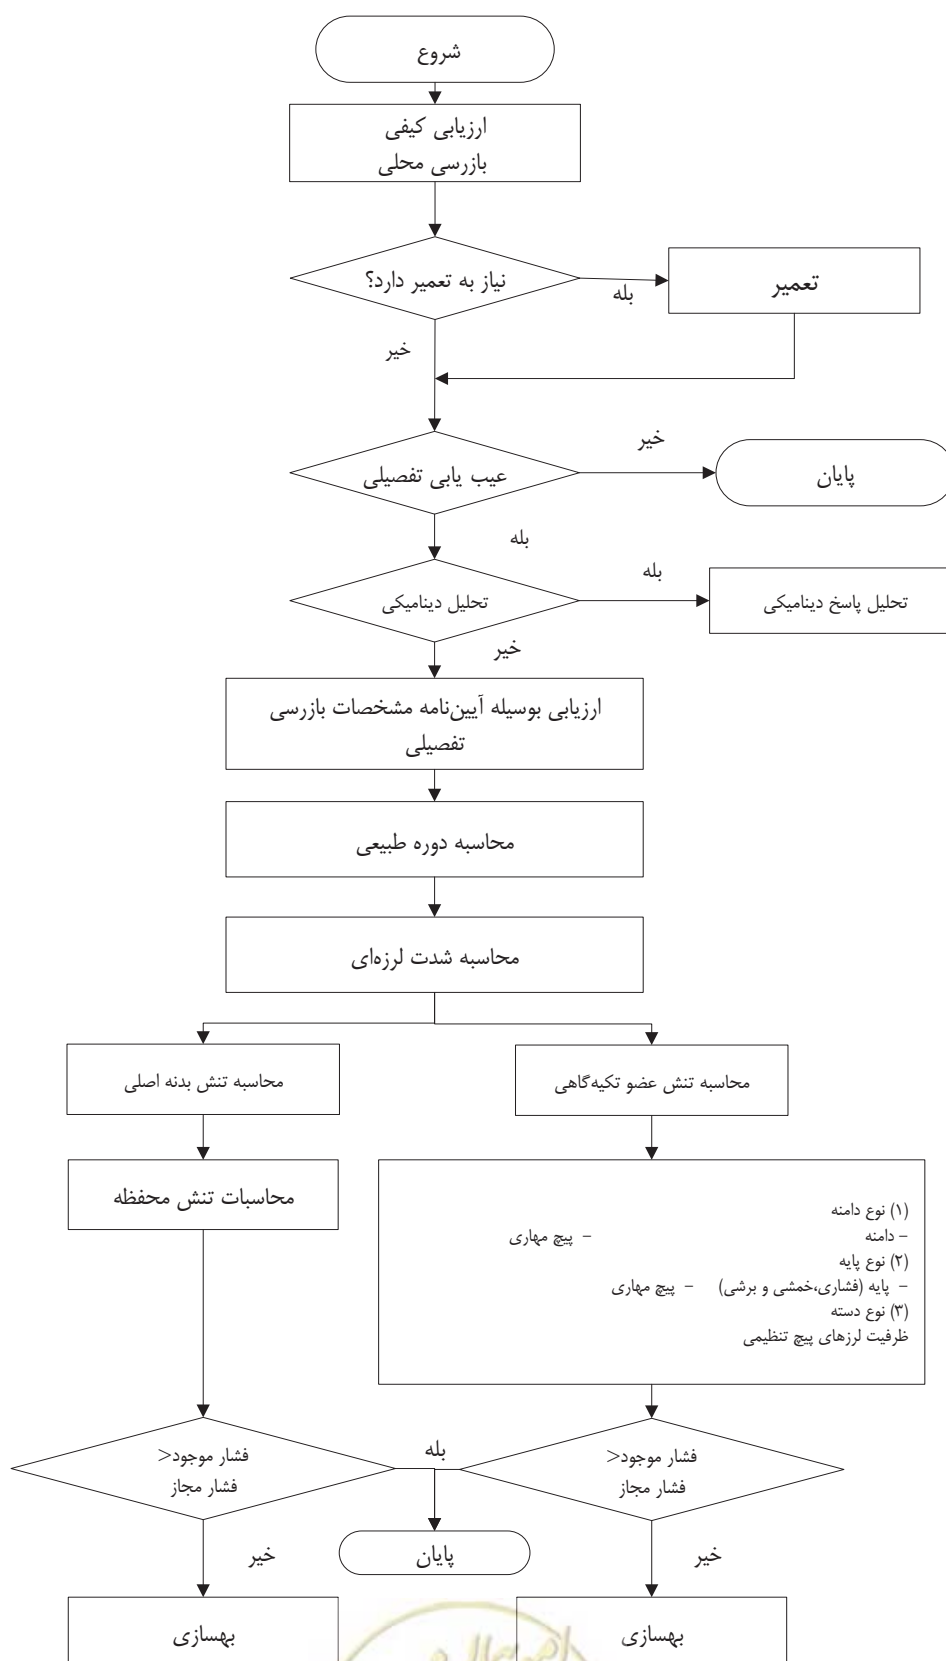 شروع
ارزیابی کیفی
بازرسی محلی
نیاز به تعمیر دارد؟
بله
تعمیر
خیر
عیب یابی تفصیلی
خیر
پایان
بله
تحلیل دینامیکی
بله
تحلیل پاسخ دینامیکی
خیر
ارزیابی بوسیله آیین‌نامه مشخصات بازرسی
تفصیلی
محاسبه دوره طبیعی
محاسبه شدت لرزه‌ای
محاسبه تنش عضو تکیه‌گاهی
محاسبه تنش بدنه اصلی
محاسبات تنش محفظه
(۱) نوع دامنه
- دامنه - پیچ مهاری
(۲) نوع پایه
- پایه (فشاری،خمشی و برشی) - پیچ مهاری
(۳) نوع دسته
ظرفیت لرزهای پیچ تنظیمی
فشار موجود<
فشار مجاز
بله
فشار موجود<
فشار مجاز
خیر
پایان
خیر
بهسازی
بهسازی